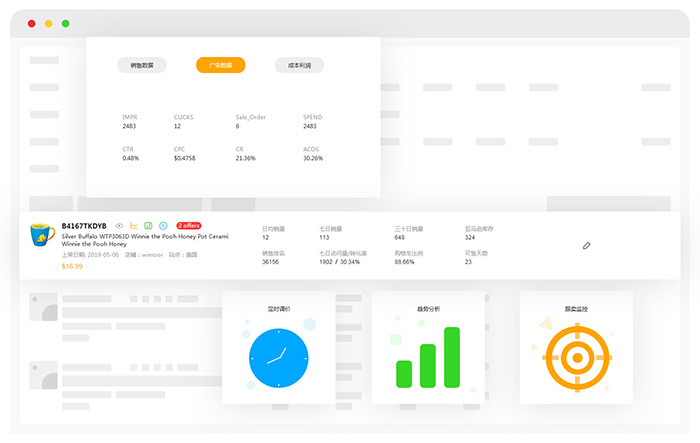 销售数据 广告数据 成本利润
IMPR CLICKS Sale_Order SPEND
2483 12 6 2483
CTR CPC CR ACOS
0.48% $0.4758 21.36% 30.26%
B4167TKDYB 2 offers
Silver Buffalo WTP3063D Winnie the Pooh Honey Pot Cerami
Winnie the Pooh Honey
上架日期: 2019-05-06 店铺：wimoor 站点：美国
$16.99
日均销量 七日销量 三十日销量 亚马逊库存
12 113 648 324
销售排名 七日访问量/转化率 购物车比例 可售天数
36156 1902 / 30.34% 88.66% 23
定时调价 趋势分析 跟卖监控